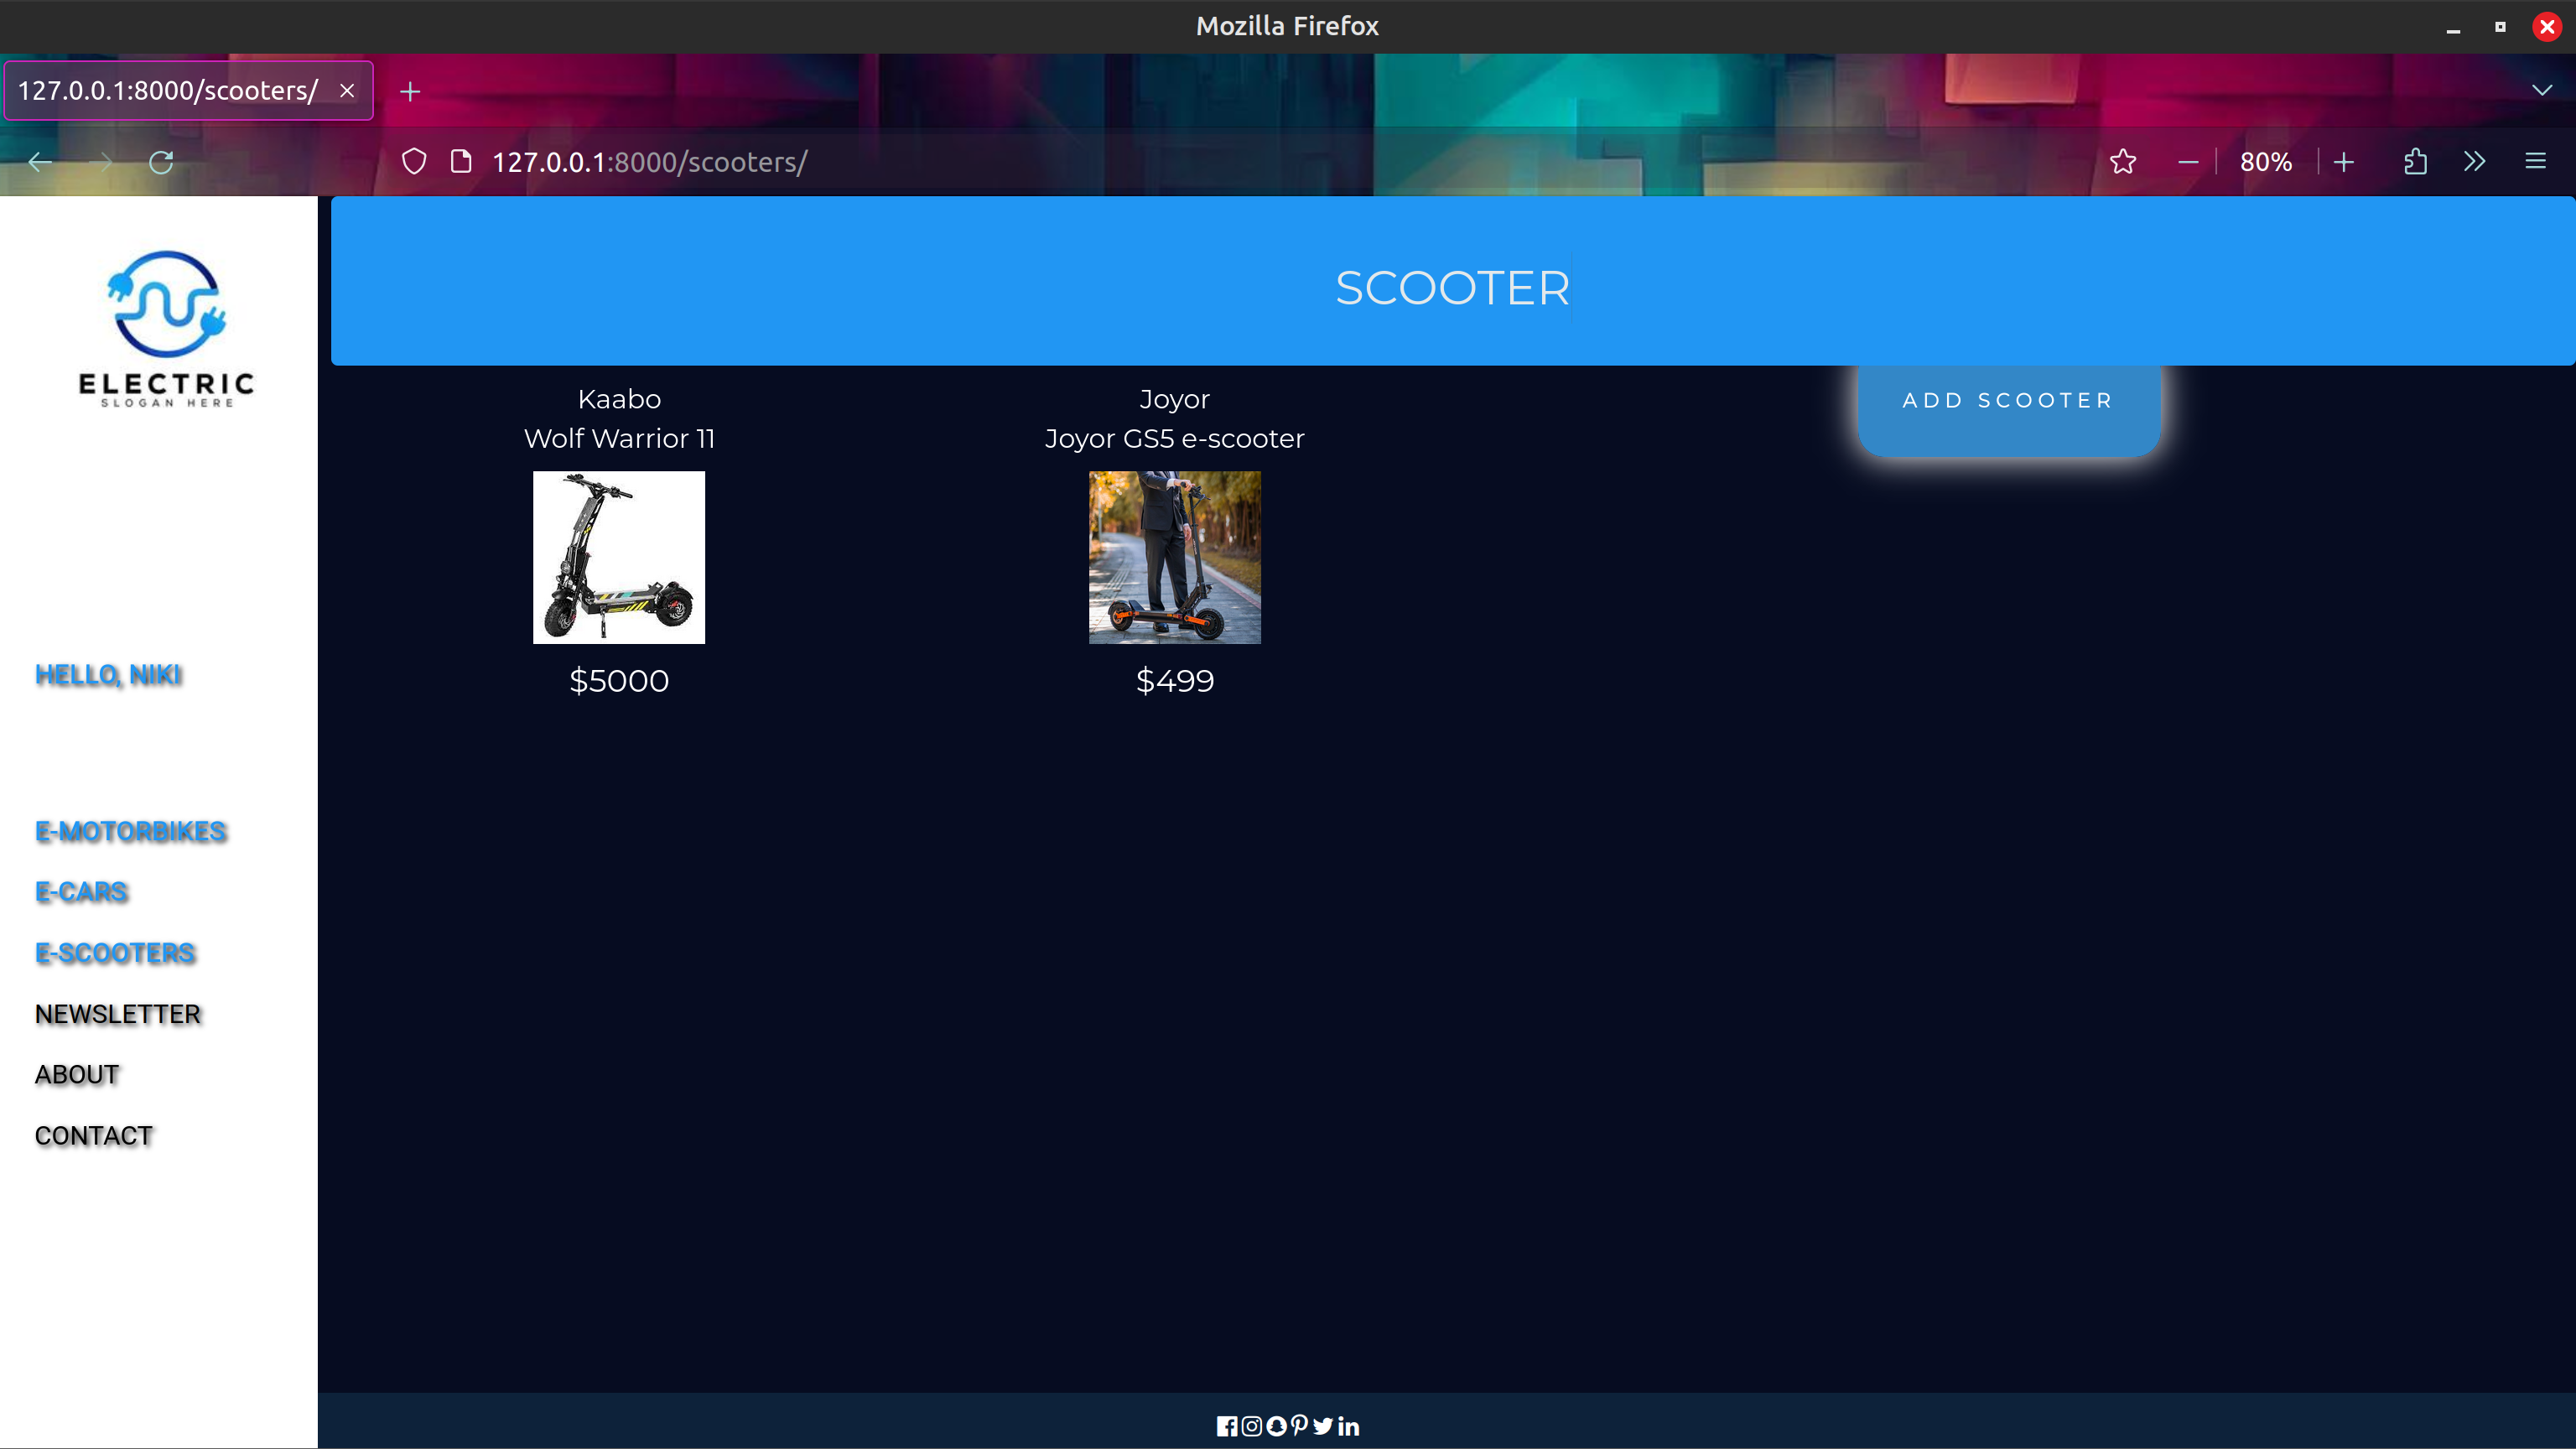 Mozilla Firefox
127.0.0.1:8000/scooters/
127.0.0.1:8000/scooters/
80%
ELECTRIC
SLOGAN HERE
HELLO, NIKI
E-MOTORBIKES
E-CARS
E-SCOOTERS
NEWSLETTER
ABOUT
CONTACT
SCOOTER
Kaabo
Wolf Warrior 11
$5000
Joyor
Joyor GS5 e-scooter
$499
ADD SCOOTER